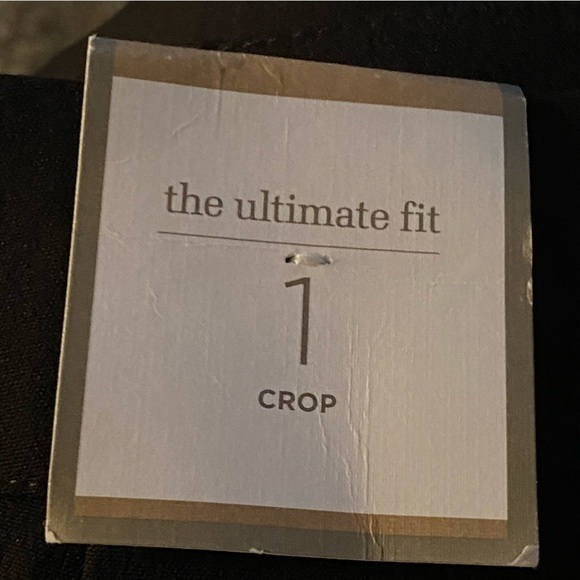 the ultimate fit
1
CROP